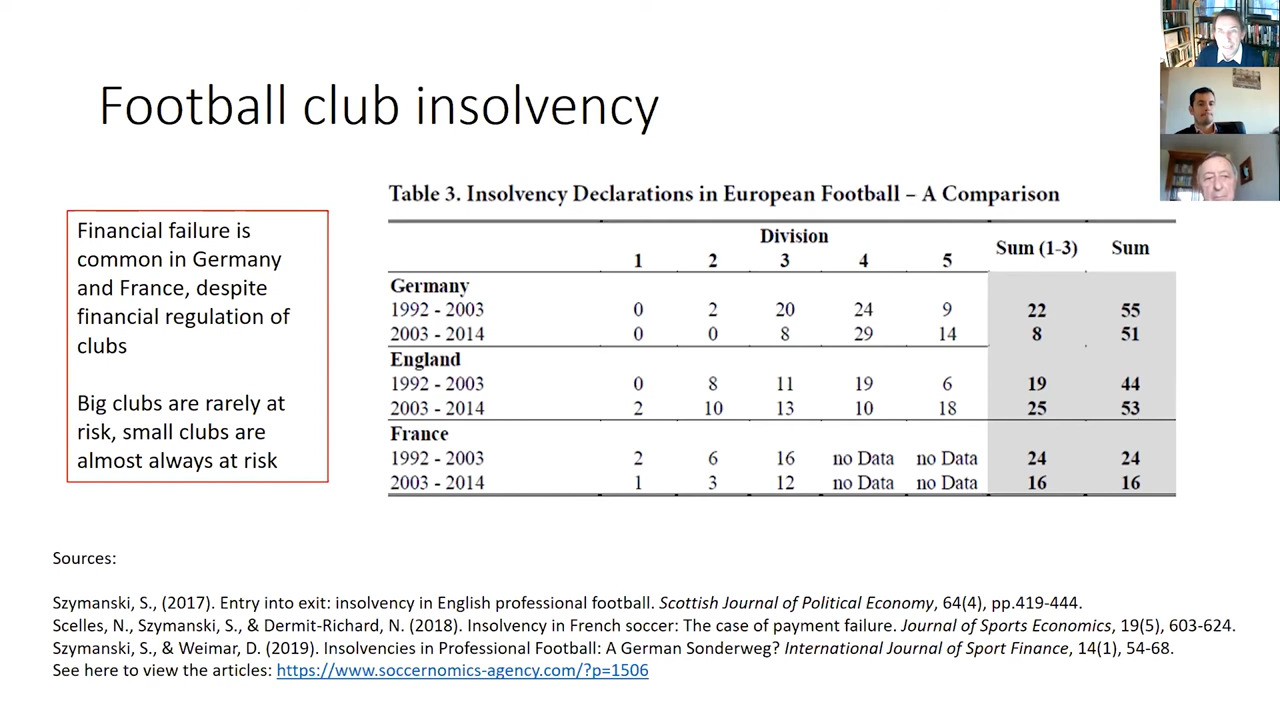 Football club insolvency
Financial failure is
common in Germany
and France, despite
financial regulation of
clubs
Big clubs are rarely at
risk, small clubs are
almost always at risk
Table 3. Insolvency Declarations in European Football – A Comparison
Division
1 2 3 4 5 Sum (1-3) Sum
Germany
1992 - 2003 0 2 20 24 9 22 55
2003 - 2014 0 0 8 29 14 8 51
England
1992 - 2003 0 8 11 19 6 19 44
2003 - 2014 2 10 13 10 18 25 53
France
1992 - 2003 2 6 16 no Data no Data 24 24
2003 - 2014 1 3 12 no Data no Data 16 16
Sources:
Szymanski, S., (2017). Entry into exit: insolvency in English professional football. Scottish Journal of Political Economy, 64(4), pp.419-444.
Scelles, N., Szymanski, S., & Dermit-Richard, N. (2018). Insolvency in French soccer: The case of payment failure. Journal of Sports Economics, 19(5), 603-624.
Szymanski, S., & Weimar, D. (2019). Insolvencies in Professional Football: A German Sonderweg? International Journal of Sport Finance, 14(1), 54-68.
See here to view the articles: https://www.soccernomics-agency.com/?p=1506